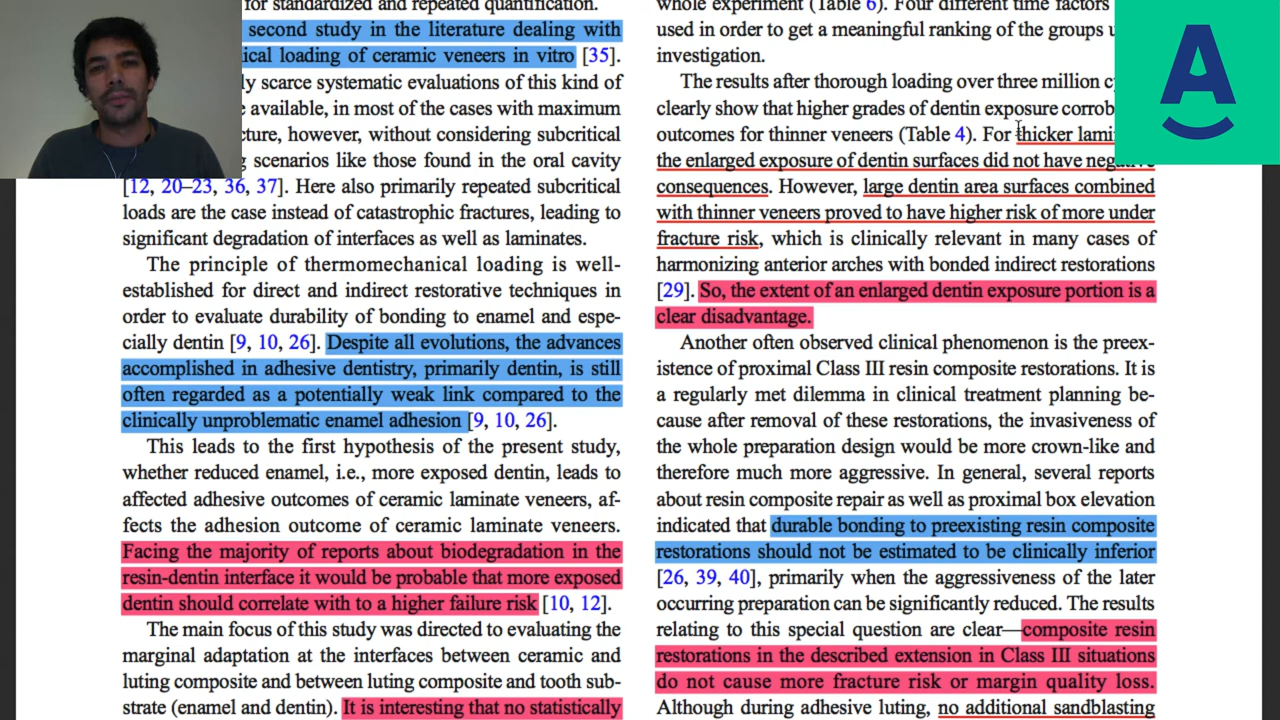 for standardized and repeated quantification.
second study in the literature dealing with
ical loading of ceramic veneers in vitro [35].
ly scarce systematic evaluations of this kind of
available, in most of the cases with maximum
cture, however, without considering subcritical
scenarios like those found in the oral cavity
[12, 20–23, 36, 37]. Here also primarily repeated subcritical
loads are the case instead of catastrophic fractures, leading to
significant degradation of interfaces as well as laminates.
The principle of thermomechanical loading is well-
established for direct and indirect restorative techniques in
order to evaluate durability of bonding to enamel and espe-
cially dentin [9, 10, 26]. Despite all evolutions, the advances
accomplished in adhesive dentistry, primarily dentin, is still
often regarded as a potentially weak link compared to the
clinically unproblematic enamel adhesion [9, 10, 26].
This leads to the first hypothesis of the present study,
whether reduced enamel, i.e., more exposed dentin, leads to
affected adhesive outcomes of ceramic laminate veneers, af-
fects the adhesion outcome of ceramic laminate veneers.
Facing the majority of reports about biodegradation in the
resin-dentin interface it would be probable that more exposed
dentin should correlate with to a higher failure risk [10, 12].
The main focus of this study was directed to evaluating the
marginal adaptation at the interfaces between ceramic and
luting composite and between luting composite and tooth sub-
strate (enamel and dentin). It is interesting that no statistically
whole experiment (Table 6). Four different time factors
used in order to get a meaningful ranking of the groups u
investigation.
The results after thorough loading over three million c
clearly show that higher grades of dentin exposure corrob
outcomes for thinner veneers (Table 4). For thicker lami
the enlarged exposure of dentin surfaces did not have negative
consequences. However, large dentin area surfaces combined
with thinner veneers proved to have higher risk of more under
fracture risk, which is clinically relevant in many cases of
harmonizing anterior arches with bonded indirect restorations
[29]. So, the extent of an enlarged dentin exposure portion is a
clear disadvantage.
Another often observed clinical phenomenon is the preex-
istence of proximal Class III resin composite restorations. It is
a regularly met dilemma in clinical treatment planning be-
cause after removal of these restorations, the invasiveness of
the whole preparation design would be more crown-like and
therefore much more aggressive. In general, several reports
about resin composite repair as well as proximal box elevation
indicated that durable bonding to preexisting resin composite
restorations should not be estimated to be clinically inferior
[26, 39, 40], primarily when the aggressiveness of the later
occurring preparation can be significantly reduced. The results
relating to this special question are clear—composite resin
restorations in the described extension in Class III situations
do not cause more fracture risk or margin quality loss.
Although during adhesive luting, no additional sandblasting
A